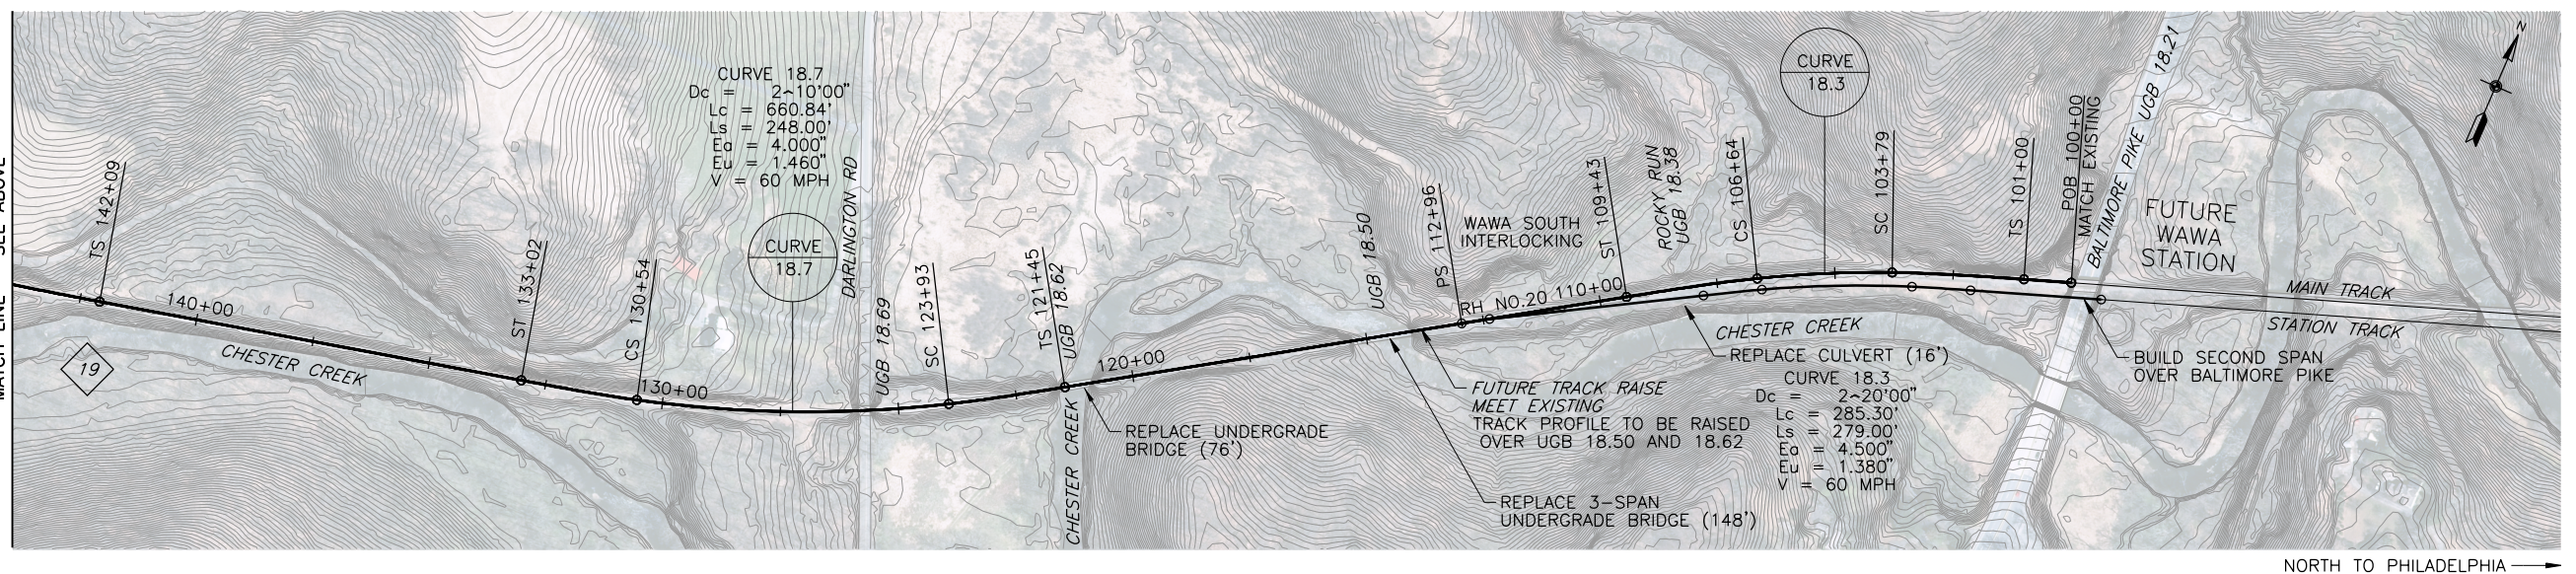 MATCH LINE SEE ABOVE
TS 142+09
140+00
19
CHESTER CREEK
ST 133+02
CS 130+54
130+00
CURVE 18.7
Dc = 2~10'00"
Lc = 660.84'
Ls = 248.00'
Ea = 4.000"
Eu = 1.460"
V = 60 MPH
CURVE
18.7
DARLINGTON RD
UGB 18.69
SC 123+93
TS 121+45
UGB 18.62
CHESTER CREEK
120+00
REPLACE UNDERGRADE
BRIDGE (76')
UGB 18.50
PS 112+96
WAWA SOUTH
INTERLOCKING
RH NO.20
110+00
ST 109+43
ROCKY RUN
UGB 18.38
CS 106+64
CURVE
18.3
SC 103+79
TS 101+00
POB 100+00
MATCH EXISTING
BALTIMORE PIKE UGB 18.21
FUTURE
WAWA
STATION
MAIN TRACK
STATION TRACK
N
CHESTER CREEK
REPLACE CULVERT (16')
BUILD SECOND SPAN
OVER BALTIMORE PIKE
FUTURE TRACK RAISE
MEET EXISTING
TRACK PROFILE TO BE RAISED
OVER UGB 18.50 AND 18.62
CURVE 18.3
Dc = 2~20'00"
Lc = 285.30'
Ls = 279.00'
Ea = 4.500"
Eu = 1.380"
V = 60 MPH
REPLACE 3-SPAN
UNDERGRADE BRIDGE (148')
NORTH TO PHILADELPHIA